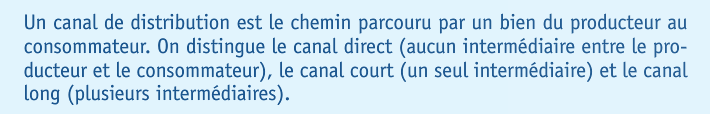 Un canal de distribution est le chemin parcouru par un bien du producteur au
consommateur. On distingue le canal direct (aucun intermédiaire entre le pro-
ducteur et le consommateur), le canal court (un seul intermédiaire) et le canal
long (plusieurs intermédiaires).